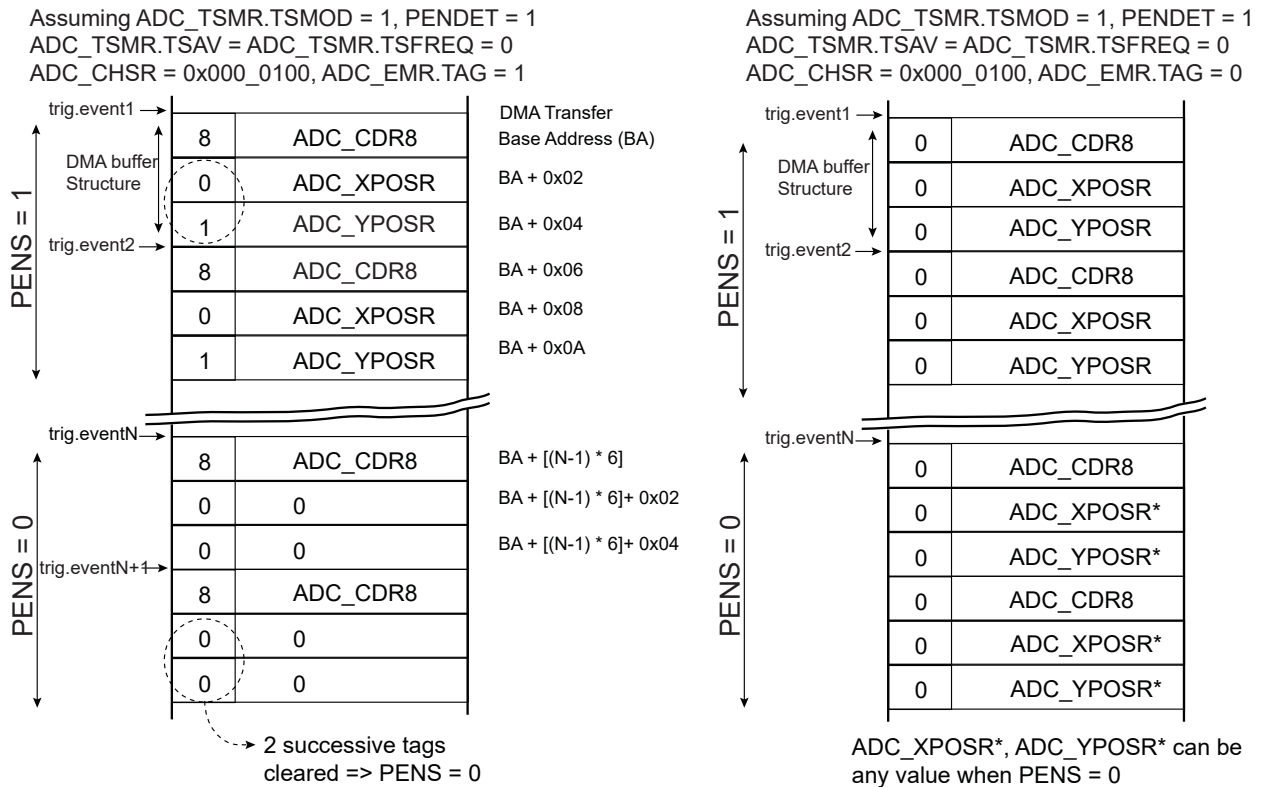 Assuming ADC_TSMR.TSMOD = 1, PENDET = 1
ADC_TSMR.TSAV = ADC_TSMR.TSFREQ = 0
ADC_CHSR = 0x000_0100, ADC_EMR.TAG = 1
trig.event1
DMA Transfer
8 ADC_CDR8 Base Address (BA)
DMA buffer
Structure
0 ADC_XPOSR BA + 0x02
1 ADC_YPOSR BA + 0x04
PENS = 1
trig.event2
8 ADC_CDR8 BA + 0x06
0 ADC_XPOSR BA + 0x08
1 ADC_YPOSR BA + 0x0A
trig.eventN
8 ADC_CDR8 BA + [(N-1) * 6]
0 0 BA + [(N-1) * 6]+ 0x02
0 0 BA + [(N-1) * 6]+ 0x04
PENS = 0
trig.eventN+1
8 ADC_CDR8
0 0
0 0
2 successive tags
cleared => PENS = 0
Assuming ADC_TSMR.TSMOD = 1, PENDET = 1
ADC_TSMR.TSAV = ADC_TSMR.TSFREQ = 0
ADC_CHSR = 0x000_0100, ADC_EMR.TAG = 0
trig.event1
0 ADC_CDR8
DMA buffer
Structure
0 ADC_XPOSR
0 ADC_YPOSR
PENS = 1
trig.event2
0 ADC_CDR8
0 ADC_XPOSR
0 ADC_YPOSR
trig.eventN
0 ADC_CDR8
0 ADC_XPOSR*
0 ADC_YPOSR*
PENS = 0
0 ADC_CDR8
0 ADC_XPOSR*
0 ADC_YPOSR*
ADC_XPOSR*, ADC_YPOSR* can be
any value when PENS = 0